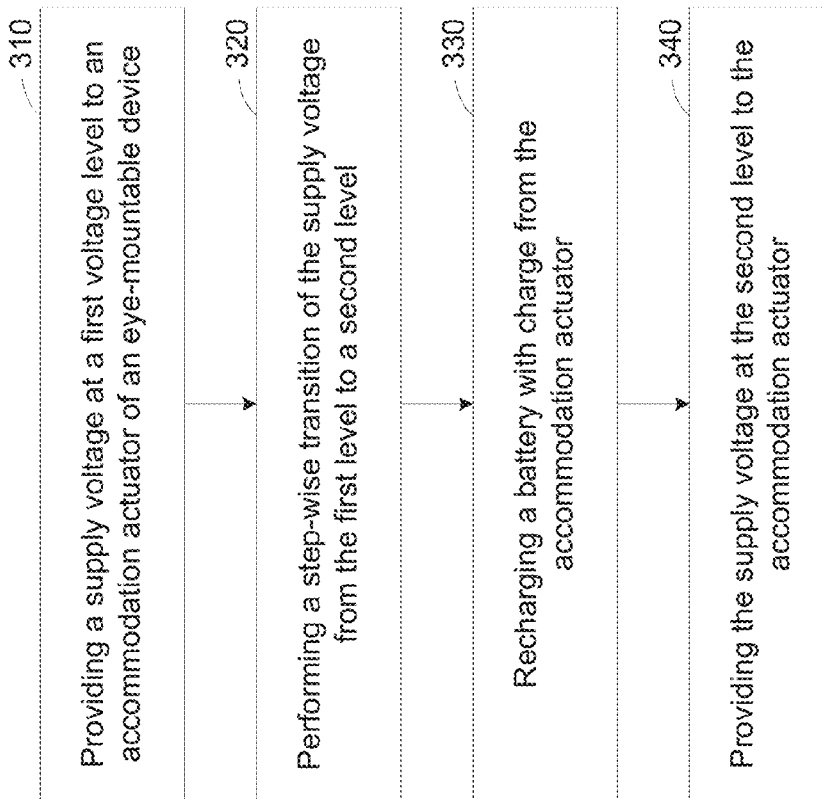 310
Providing a supply voltage at a first voltage level to an
accommodation actuator of an eye-mountable device
320
Performing a step-wise transition of the supply voltage
from the first level to a second level
330
Recharging a battery with charge from the
accommodation actuator
340
Providing the supply voltage at the second level to the
accommodation actuator